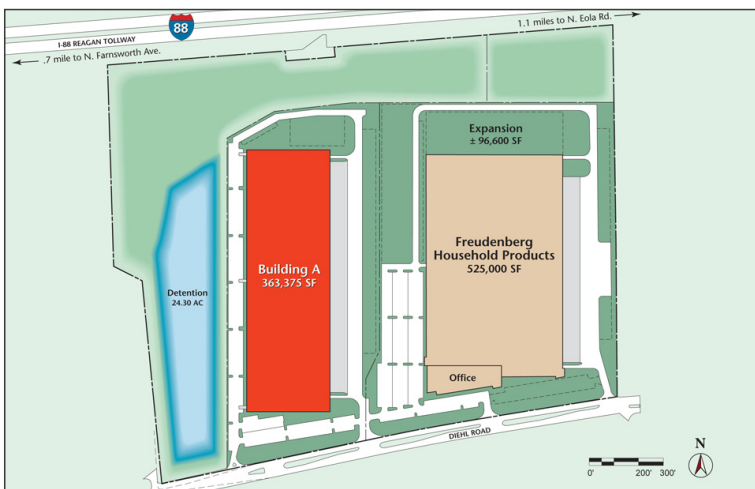 1.1 miles to N. Eola Rd.
88
I-88 REAGAN TOLLWAY
.7 mile to N. Farnsworth Ave.
Expansion
± 96,600 SF
Freudenberg
Household Products
525,000 SF
Building A
363,375 SF
Detention
24.30 AC
Office
DIEHL ROAD
N
0'
200' 300'